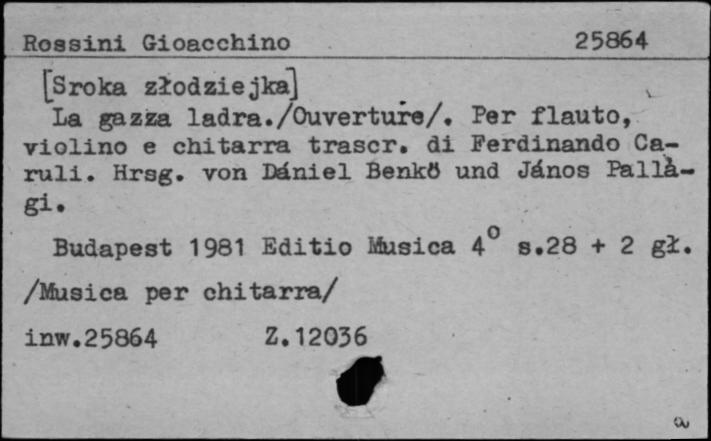 Rossini Gioacchino 25864
[Sroka złodziejka]
La gazza ladra./Ouverture/. Per flauto,
violino e chitarra trascr. di Ferdinando Ca-
ruli. Hrsg. von Dániel Benkő und János Pallà-
gi.
Budapest 1981 Editio Musica 4° s.28 + 2 gł.
/Musica per chitarra/
inw.25864 Z.12036